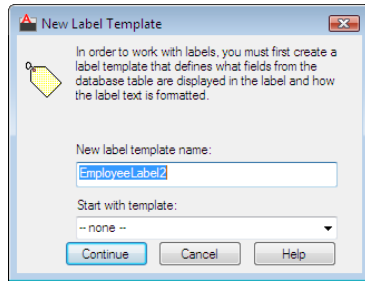 New Label Template
In order to work with labels, you must first create a
label template that defines what fields from the
database table are displayed in the label and how
the label text is formatted.
New label template name:
EmployeeLabel2
Start with template:
-- none --
Continue
Cancel
Help